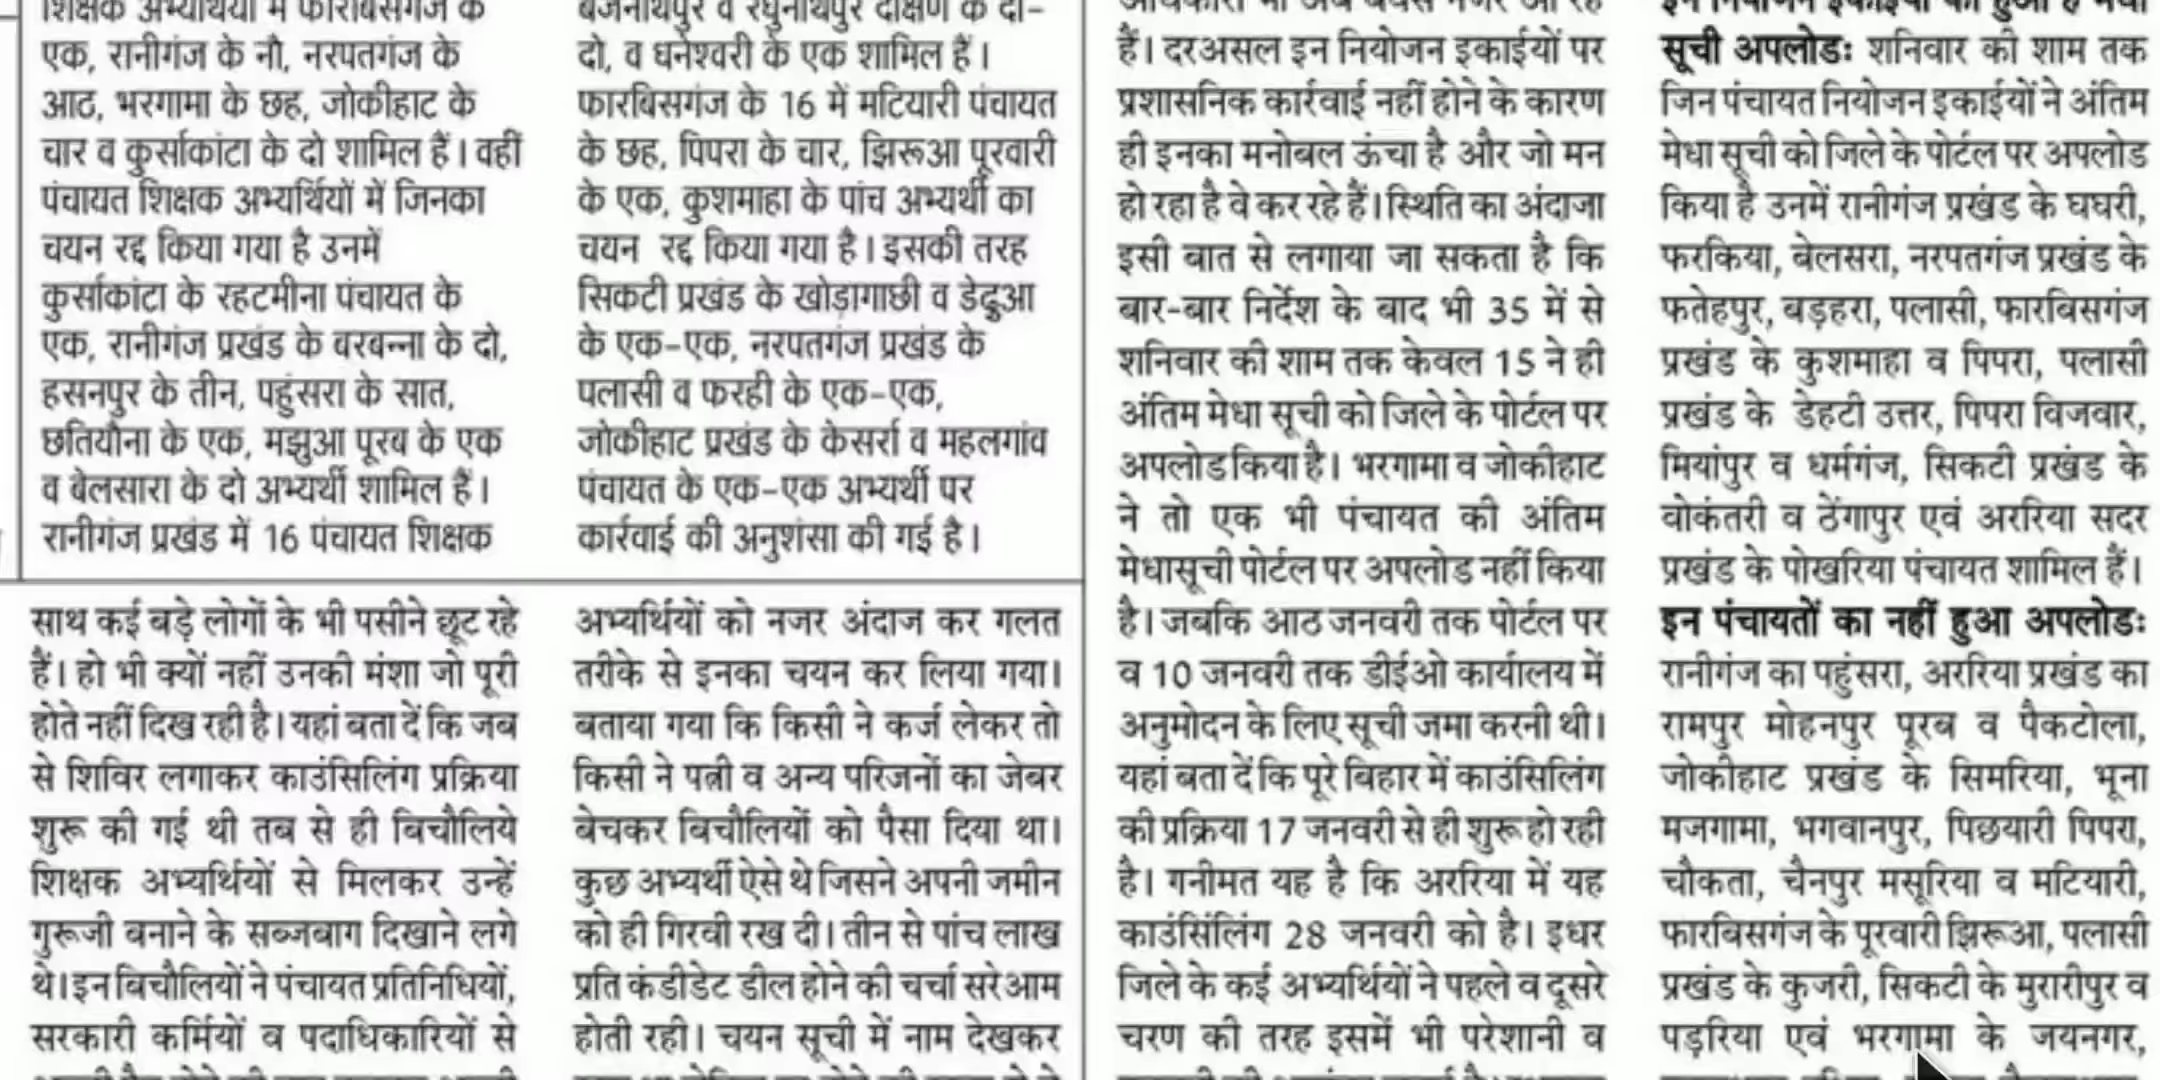 एक, रानीगंज के नौ, नरपतगंज के
आठ, भरगामा के छह, जोकीहाट के
चार व कुर्साकांटा के दो शामिल हैं। वहीं
पंचायत शिक्षक अभ्यर्थियों में जिनका
चयन रद्द किया गया है उनमें
कुर्साकांटा के रहटमीना पंचायत के
एक, रानीगंज प्रखंड के बरबन्ना के दो,
हसनपुर के तीन, पहुंसरा के सात,
छतियौना के एक, मझुआ पूरब के एक
व बेलसारा के दो अभ्यर्थी शामिल हैं।
रानीगंज प्रखंड में 16 पंचायत शिक्षक
दो, व धनेश्वरी के एक शामिल हैं।
फारबिसगंज के 16 में मटियारी पंचायत
के छह, पिपरा के चार, झिरूआ पूरवारी
के एक, कुशमाहा के पांच अभ्यर्थी का
चयन रद्द किया गया है। इसकी तरह
सिकटी प्रखंड के खोड़ागाछी व डेढुआ
के एक-एक, नरपतगंज प्रखंड के
पलासी व फरही के एक-एक,
जोकीहाट प्रखंड के केसर्रा व महलगांव
पंचायत के एक-एक अभ्यर्थी पर
कार्रवाई की अनुशंसा की गई है।
साथ कई बड़े लोगों के भी पसीने छूट रहे
हैं। हो भी क्यों नहीं उनकी मंशा जो पूरी
होते नहीं दिख रही है। यहां बता दें कि जब
से शिविर लगाकर काउंसिलिंग प्रक्रिया
शुरू की गई थी तब से ही बिचौलिये
शिक्षक अभ्यर्थियों से मिलकर उन्हें
गुरूजी बनाने के सब्जबाग दिखाने लगे
थे। इन बिचौलियों ने पंचायत प्रतिनिधियों,
सरकारी कर्मियों व पदाधिकारियों से
अभ्यर्थियों को नजर अंदाज कर गलत
तरीके से इनका चयन कर लिया गया।
बताया गया कि किसी ने कर्ज लेकर तो
किसी ने पत्नी व अन्य परिजनों का जेबर
बेचकर बिचौलियों को पैसा दिया था।
कुछ अभ्यर्थी ऐसे थे जिसने अपनी जमीन
को ही गिरवी रख दी। तीन से पांच लाख
प्रति कंडीडेट डील होने की चर्चा सरेआम
होती रही। चयन सूची में नाम देखकर
हैं। दरअसल इन नियोजन इकाईयों पर
प्रशासनिक कार्रवाई नहीं होने के कारण
ही इनका मनोबल ऊंचा है और जो मन
हो रहा है वे कर रहे हैं। स्थिति का अंदाजा
इसी बात से लगाया जा सकता है कि
बार-बार निर्देश के बाद भी 35 में से
शनिवार की शाम तक केवल 15 ने ही
अंतिम मेधा सूची को जिले के पोर्टल पर
अपलोड किया है। भरगामा व जोकीहाट
ने तो एक भी पंचायत की अंतिम
मेधासूची पोर्टल पर अपलोड नहीं किया
है। जबकि आठ जनवरी तक पोर्टल पर
व 10 जनवरी तक डीईओ कार्यालय में
अनुमोदन के लिए सूची जमा करनी थी।
यहां बता दें कि पूरे बिहार में काउंसिलिंग
की प्रक्रिया 17 जनवरी से ही शुरू हो रही
है। गनीमत यह है कि अररिया में यह
काउंसिंलिंग 28 जनवरी को है। इधर
जिले के कई अभ्यर्थियों ने पहले व दूसरे
चरण की तरह इसमें भी परेशानी व
सूची अपलोडः शनिवार की शाम तक
जिन पंचायत नियोजन इकाईयों ने अंतिम
मेधा सूची को जिले के पोर्टल पर अपलोड
किया है उनमें रानीगंज प्रखंड के घघरी,
फरकिया, बेलसरा, नरपतगंज प्रखंड के
फतेहपुर, बड़हरा, पलासी, फारबिसगंज
प्रखंड के कुशमाहा व पिपरा, पलासी
प्रखंड के डेहटी उत्तर, पिपरा विजवार,
मियांपुर व धर्मगंज, सिकटी प्रखंड के
वोकंतरी व ठेंगापुर एवं अररिया सदर
प्रखंड के पोखरिया पंचायत शामिल हैं।
इन पंचायतों का नहीं हुआ अपलोडः
रानीगंज का पहुंसरा, अररिया प्रखंड का
रामपुर मोहनपुर पूरब व पैकटोला,
जोकीहाट प्रखंड के सिमरिया, भूना
मजगामा, भगवानपुर, पिछयारी पिपरा,
चौकता, चैनपुर मसूरिया व मटियारी,
फारबिसगंज के पूरवारी झिरूआ, पलासी
प्रखंड के कुजरी, सिकटी के मुरारीपुर व
पड़रिया एवं भरगामा के जयनगर,